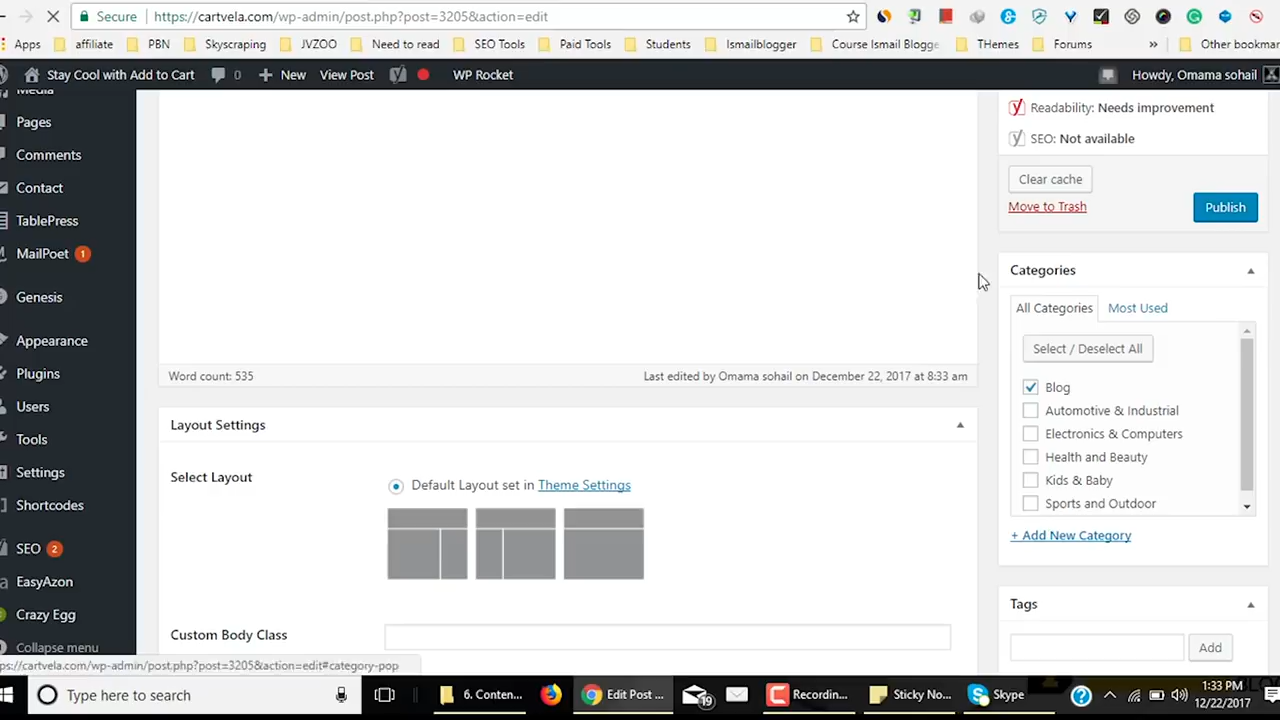 Secure https://cartvela.com/wp-admin/post.php?post=3205&action=edit
Apps affiliate PBN Skyscraping JVZOO Need to read SEO Tools Paid Tools Students Ismailblogger Course Ismail Blogge THemes Forums » Other bookmar
Stay Cool with Add to Cart 0 New View Post WP Rocket Howdy, Omama sohail
Media
Pages
Comments
Contact
TablePress
MailPoet 1
Genesis
Appearance
Plugins
Users
Tools
Settings
Shortcodes
SEO 2
EasyAzon
Crazy Egg
Collapse menu
Word count: 535 Last edited by Omama sohail on December 22, 2017 at 8:33 am
Layout Settings
Select Layout Default Layout set in Theme Settings
Custom Body Class
Readability: Needs improvement
SEO: Not available
Clear cache
Move to Trash Publish
Categories
All Categories Most Used
Select / Deselect All
Blog
Automotive & Industrial
Electronics & Computers
Health and Beauty
Kids & Baby
Sports and Outdoor
+ Add New Category
Tags
Add
ps://cartvela.com/wp-admin/post.php?post=3205&action=edit#category-pop
Type here to search 6. Conten... Edit Post ... 19 Recordin... Sticky No... Skype 1:33 PM
12/22/2017